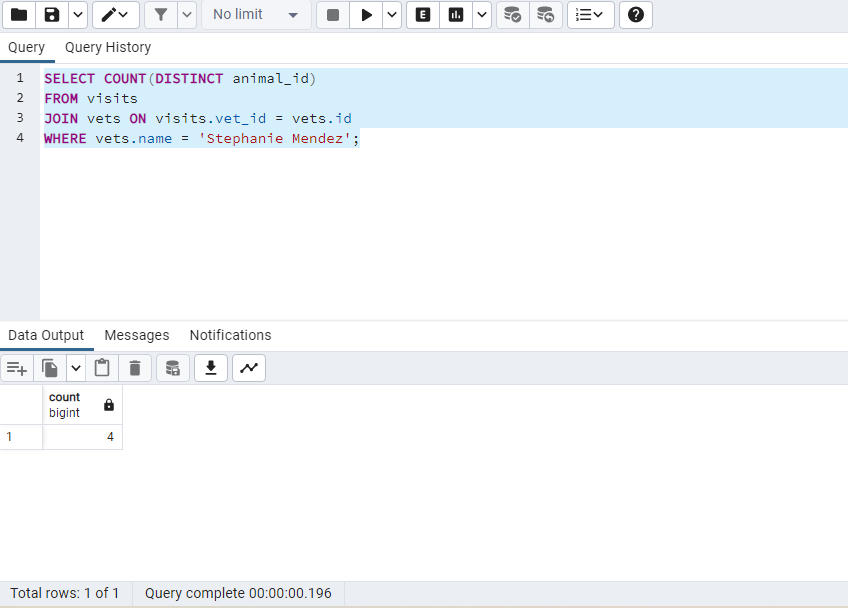 No limit
E
Query Query History
1 SELECT COUNT(DISTINCT animal_id)
2 FROM visits
3 JOIN vets ON visits.vet_id = vets.id
4 WHERE vets.name = 'Stephanie Mendez';
Data Output Messages Notifications
count
bigint
1 4
Total rows: 1 of 1 Query complete 00:00:00.196